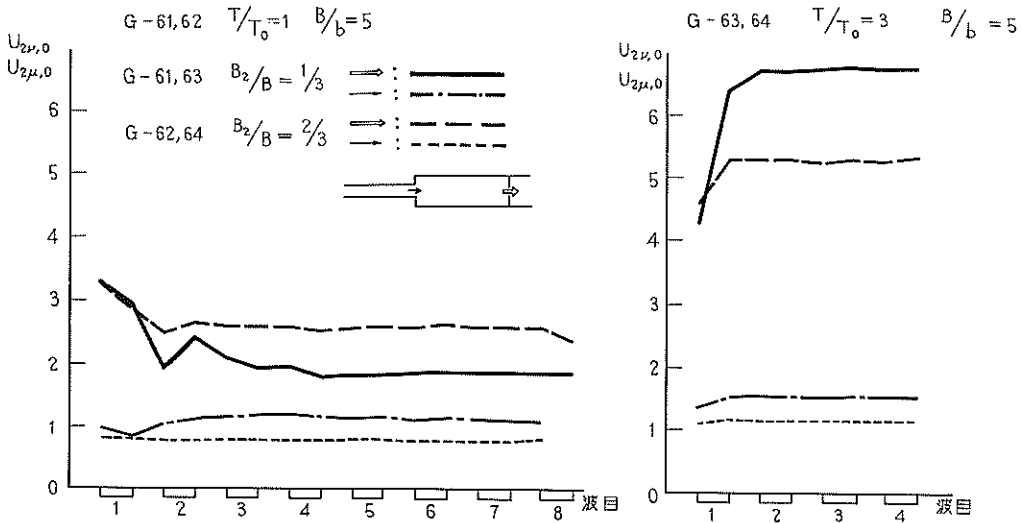 G-61,62 T/T₀=1 B/b=5
U₂ν,0
U₂μ,0
G-61,63 B₂/B = 1/3
G-62,64 B₂/B = 2/3
6
5
4
3
2
1
0
1 2 3 4 5 6 7 8 波目
G-63,64 T/T₀=3 B/b=5
U₂ν,0
U₂μ,0
6
5
4
3
2
1
0
1 2 3 4 波目